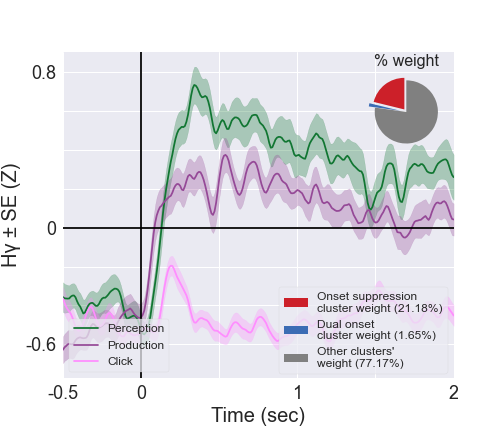 % weight
0.8
0
-0.6
Hγ ± SE (Z)
Perception
Production
Click
Onset suppression
cluster weight (21.18%)
Dual onset
cluster weight (1.65%)
Other clusters'
weight (77.17%)
-0.5
0
1
2
Time (sec)